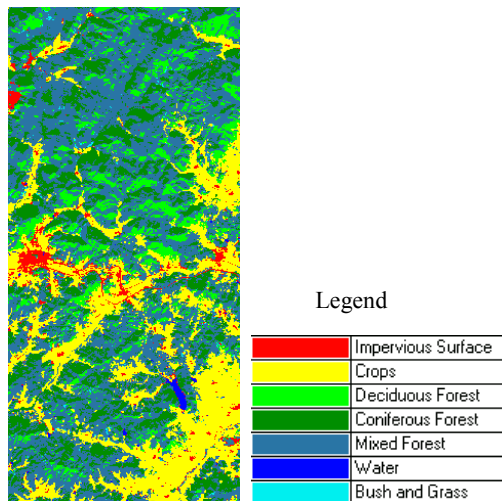 Legend
Impervious Surface
Crops
Deciduous Forest
Coniferous Forest
Mixed Forest
Water
Bush and Grass